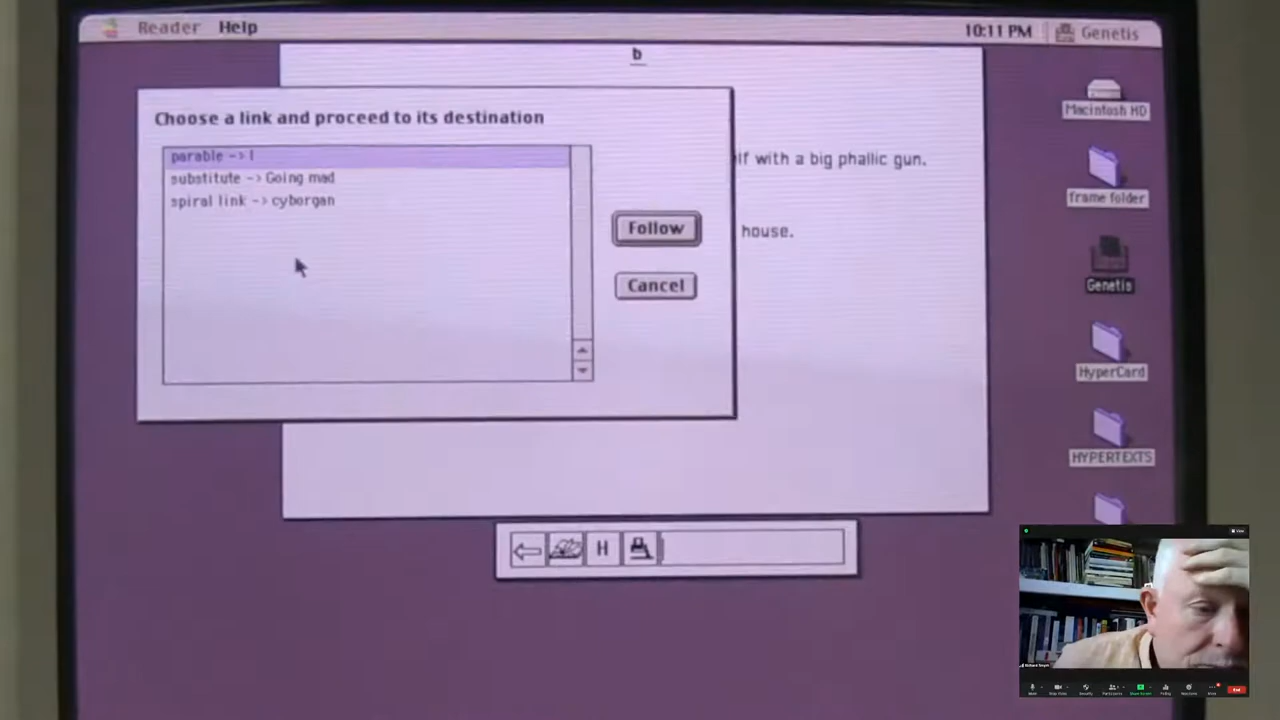 Reader Help 10:11 PM Genetis
b
Choose a link and proceed to its destination
parable -> I
substitute -> Going mad
spiral link -> cyborgan
lf with a big phallic gun.
house.
Follow
Cancel
H
Macintosh HD
frame folder
Genetis
HyperCard
HYPERTEXTS